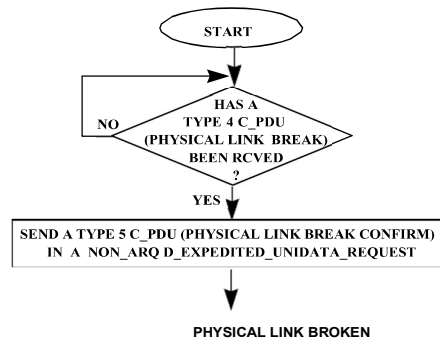 START
HAS A
TYPE 4 C_PDU
NO
(PHYSICAL LINK BREAK)
BEEN RCVED
?
YES
SEND A TYPE 5 C_PDU (PHYSICAL LINK BREAK CONFIRM)
IN A NON_ARQ D_EXPEDITED_UNIDATA_REQUEST
PHYSICAL LINK BROKEN